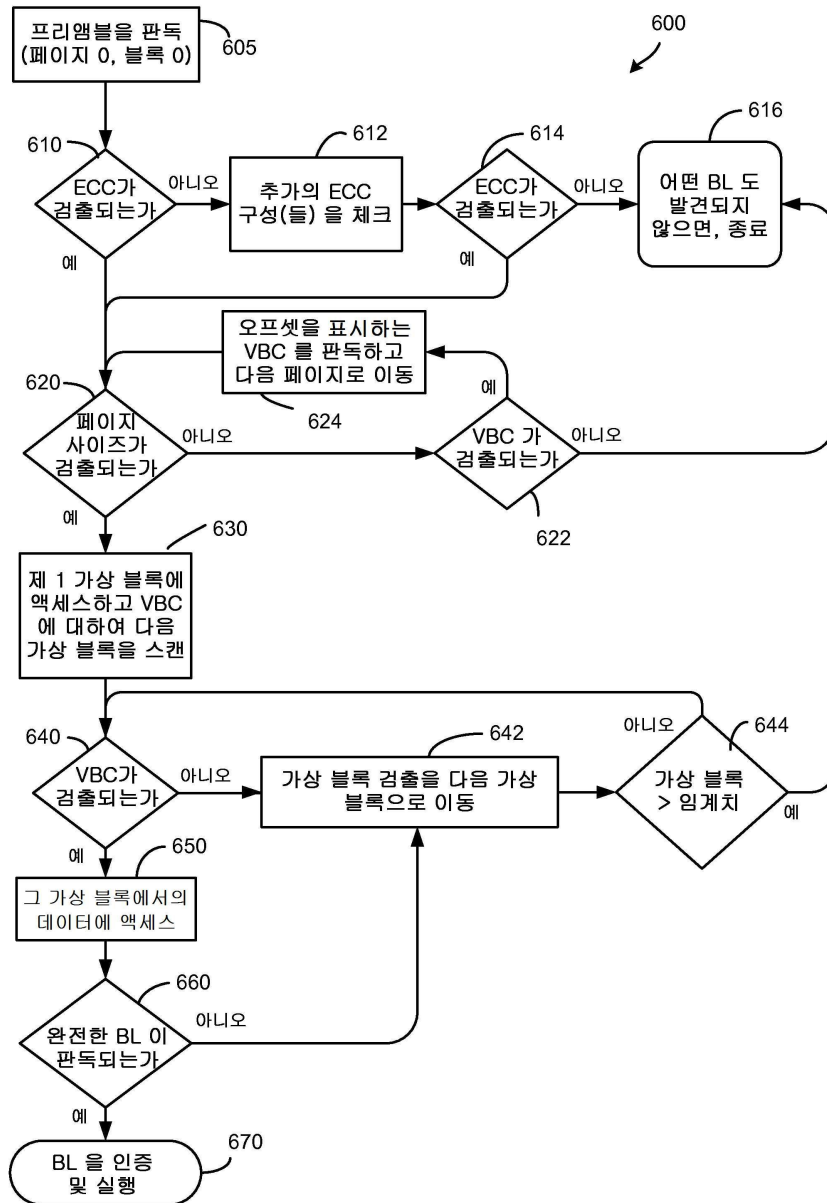 프리앰블을 판독
(페이지 0, 블록 0)
605
600
610
ECC가
검출되는가
아니오
예
612
추가의 ECC
구성(들) 을 체크
614
ECC가
검출되는가
아니오
예
616
어떤 BL 도
발견되지
않으면, 종료
오프셋을 표시하는
VBC 를 판독하고
다음 페이지로 이동
624
620
페이지
사이즈가
검출되는가
아니오
예
예
VBC 가
검출되는가
아니오
622
630
제 1 가상 블록에
액세스하고 VBC
에 대하여 다음
가상 블록을 스캔
640
VBC가
검출되는가
아니오
예
642
가상 블록 검출을 다음 가상
블록으로 이동
아니오
644
가상 블록
> 임계치
예
650
그 가상 블록에서의
데이터에 액세스
660
완전한 BL 이
판독되는가
아니오
예
670
BL 을 인증
및 실행